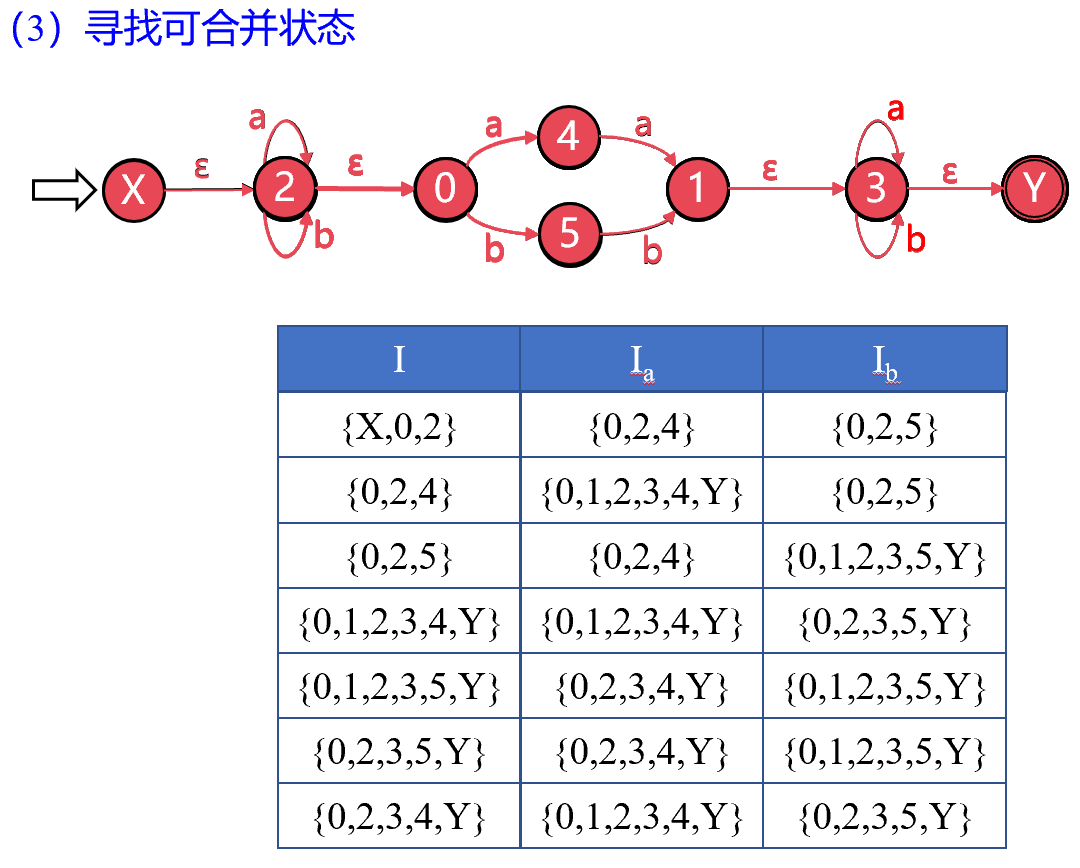 （3）寻找可合并状态
a a a a
X ε 2 ε 0 4 1 ε 3 ε Y
b b 5 b b
I I_a I_b
{X,0,2} {0,2,4} {0,2,5}
{0,2,4} {0,1,2,3,4,Y} {0,2,5}
{0,2,5} {0,2,4} {0,1,2,3,5,Y}
{0,1,2,3,4,Y} {0,1,2,3,4,Y} {0,2,3,5,Y}
{0,1,2,3,5,Y} {0,2,3,4,Y} {0,1,2,3,5,Y}
{0,2,3,5,Y} {0,2,3,4,Y} {0,1,2,3,5,Y}
{0,2,3,4,Y} {0,1,2,3,4,Y} {0,2,3,5,Y}